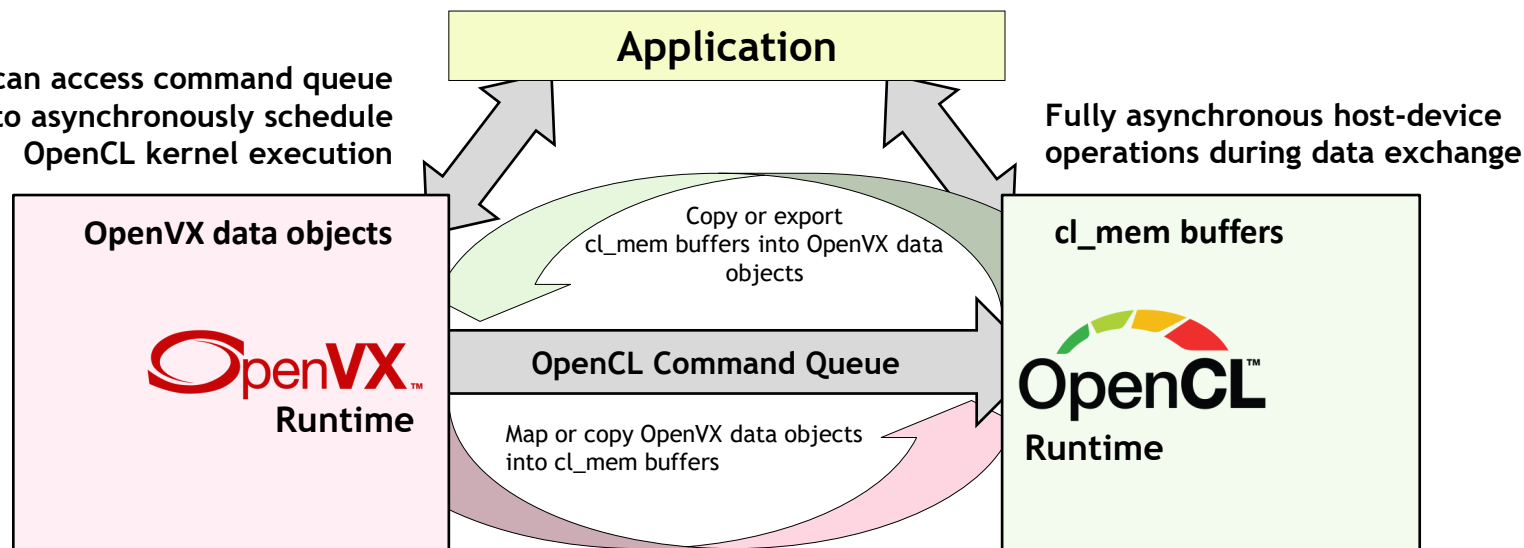 Application
can access command queue
to asynchronously schedule
OpenCL kernel execution
Fully asynchronous host-device
operations during data exchange
OpenVX data objects
Copy or export
cl_mem buffers into OpenVX data
objects
cl_mem buffers
OpenVX™
Runtime
OpenCL Command Queue
OpenCL™
Runtime
Map or copy OpenVX data objects
into cl_mem buffers